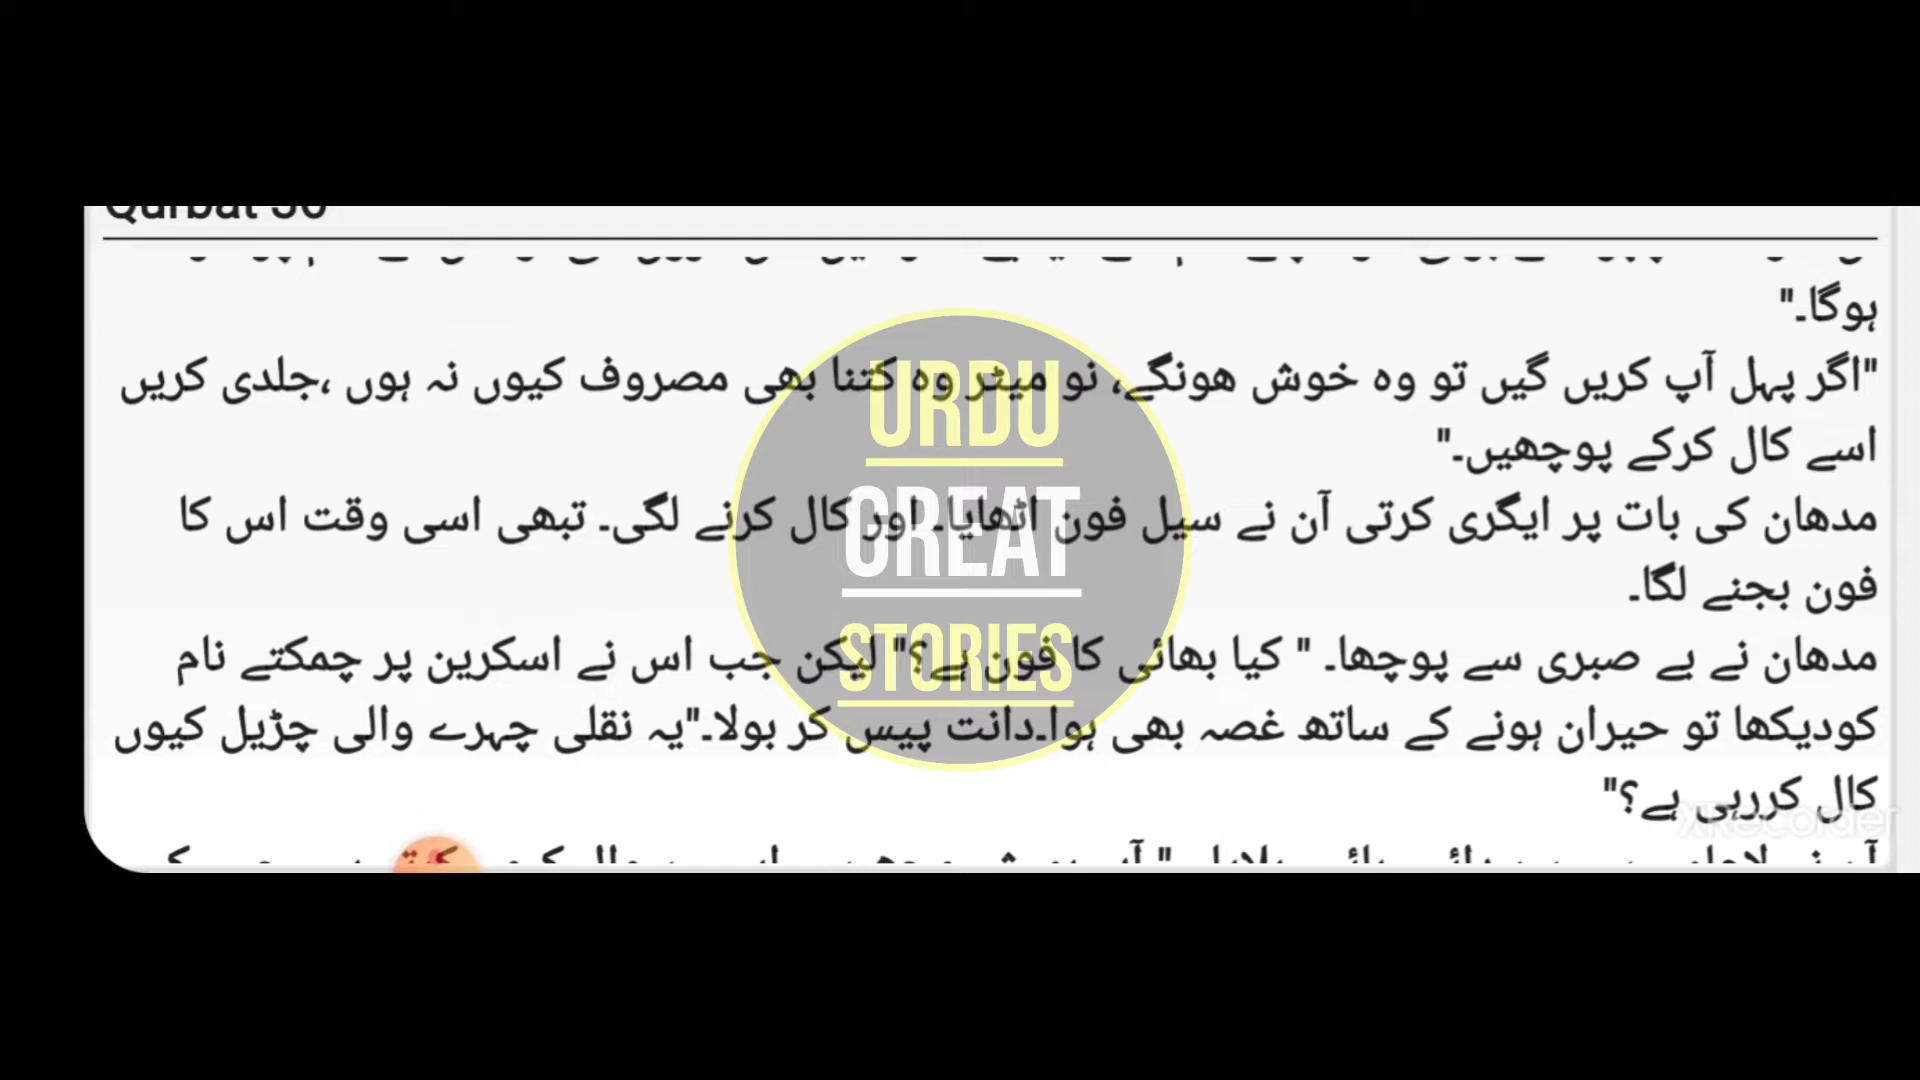 Qurbat 30
ہوگا۔"
"اگر پہل آپ کریں گیں تو وہ خوش ھونگے، نو میٹر وہ کتنا بھی مصروف کیوں نہ ہوں ،جلدی کریں
اسے کال کرکے پوچھیں۔"
مدھان کی بات پر ایگری کرتی آن نے سیل فون اٹھایا۔ اور کال کرنے لگی۔ تبھی اسی وقت اس کا
فون بجنے لگا۔
مدھان نے بے صبری سے پوچھا۔ " کیا بھائی کا فون ہے؟" لیکن جب اس نے اسکرین پر چمکتے نام
کودیکھا تو حیران ہونے کے ساتھ غصہ بھی ہوا۔دانت پیس کر بولا۔"یہ نقلی چہرے والی چڑیل کیوں
کال کررہی ہے؟"
URDU
GREAT
STORIES
XRecorder